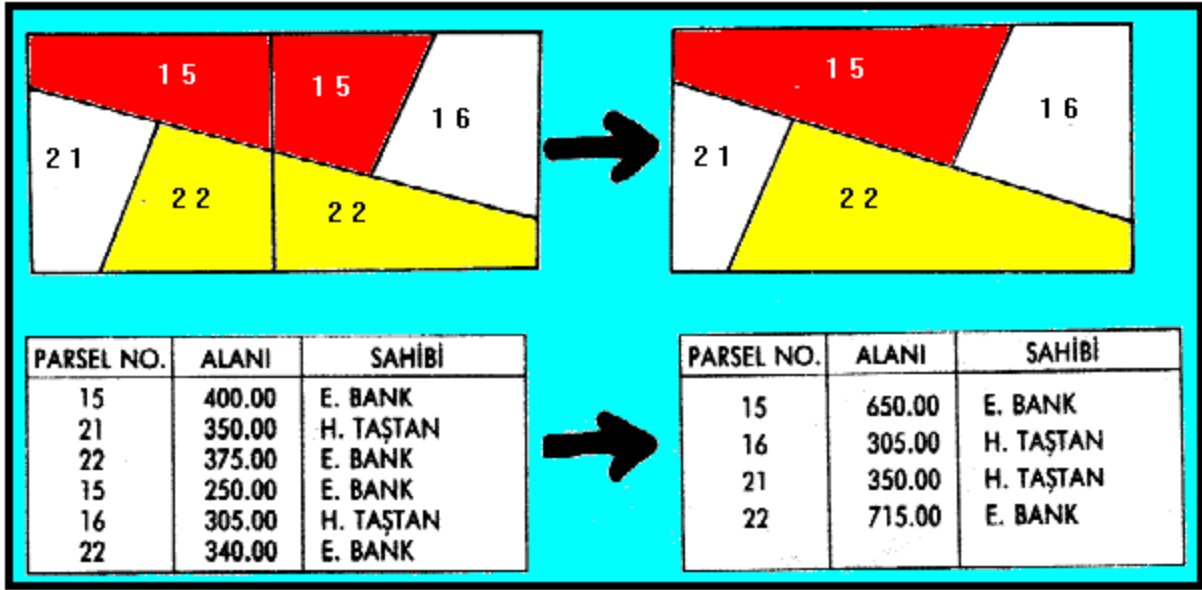 15
15
16
21
22
22
15
16
21
22
PARSEL NO. ALANI SAHİBİ
15 400.00 E. BANK
21 350.00 H. TAŞTAN
22 375.00 E. BANK
15 250.00 E. BANK
16 305.00 H. TAŞTAN
22 340.00 E. BANK
PARSEL NO. ALANI SAHİBİ
15 650.00 E. BANK
16 305.00 H. TAŞTAN
21 350.00 H. TAŞTAN
22 715.00 E. BANK